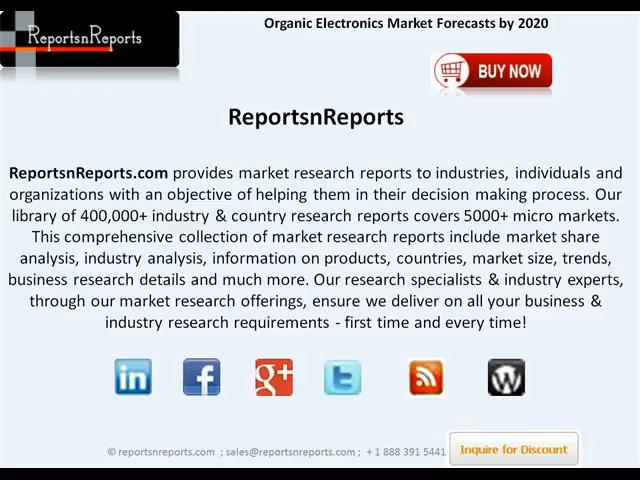 ReportsnReports
Organic Electronics Market Forecasts by 2020
BUY NOW
ReportsnReports
ReportsnReports.com provides market research reports to industries, individuals and
organizations with an objective of helping them in their decision making process. Our
library of 400,000+ industry & country research reports covers 5000+ micro markets.
This comprehensive collection of market research reports include market share
analysis, industry analysis, information on products, countries, market size, trends,
business research details and much more. Our research specialists & industry experts,
through our market research offerings, ensure we deliver on all your business &
industry research requirements - first time and every time!
in f g+ t W
© reportsnreports.com ; sales@reportsnreports.com ; + 1 888 391 5441
Inquire for Discount